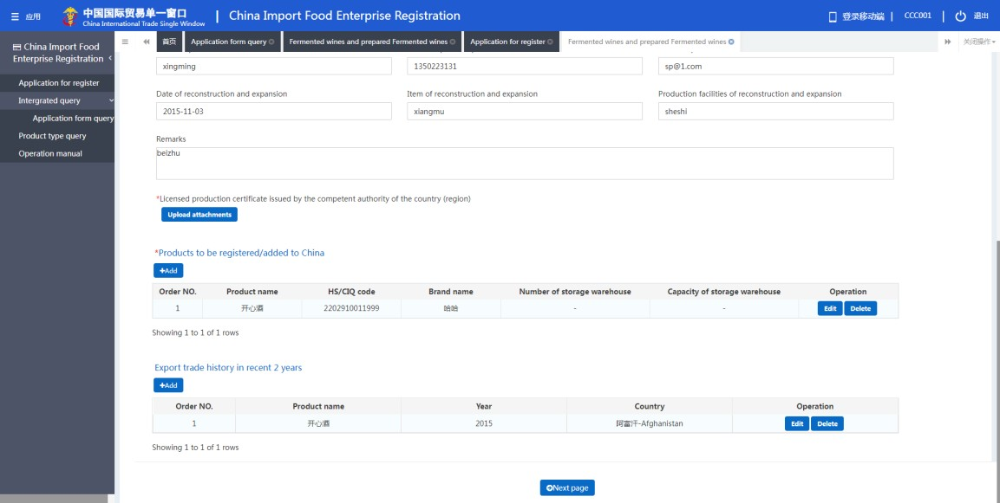 应用
中国国际贸易单一窗口
China International Trade Single Window
China Import Food Enterprise Registration
登录移动端
CCC001
退出
China Import Food
Enterprise Registration
首页
Application form query
Fermented wines and prepared Fermented wines
Application for register
Fermented wines and prepared Fermented wines
关闭操作
Application for register
Intergrated query
Application form query
Product type query
Operation manual
xingming
1350223131
sp@1.com
Date of reconstruction and expansion
Item of reconstruction and expansion
Production facilities of reconstruction and expansion
2015-11-03
xiangmu
sheshi
Remarks
beizhu
*Licensed production certificate issued by the competent authority of the country (region)
Upload attachments
*Products to be registered/added to China
+Add
Order NO. Product name HS/CIQ code Brand name Number of storage warehouse Capacity of storage warehouse Operation
1 开心酒 2202910011999 哈哈 - - Edit Delete
Showing 1 to 1 of 1 rows
Export trade history in recent 2 years
+Add
Order NO. Product name Year Country Operation
1 开心酒 2015 阿富汗-Afghanistan Edit Delete
Showing 1 to 1 of 1 rows
Next page